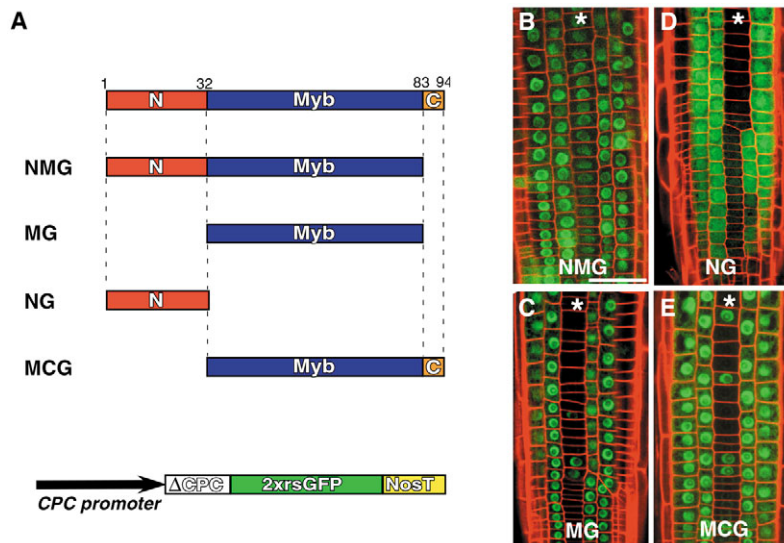 A
1 32 83 94
N Myb C
NMG N Myb
MG Myb
NG N
MCG Myb C
CPC promoter ΔCPC 2xrsGFP NosT
B * NMG
D * NG
C * MG
E * MCG